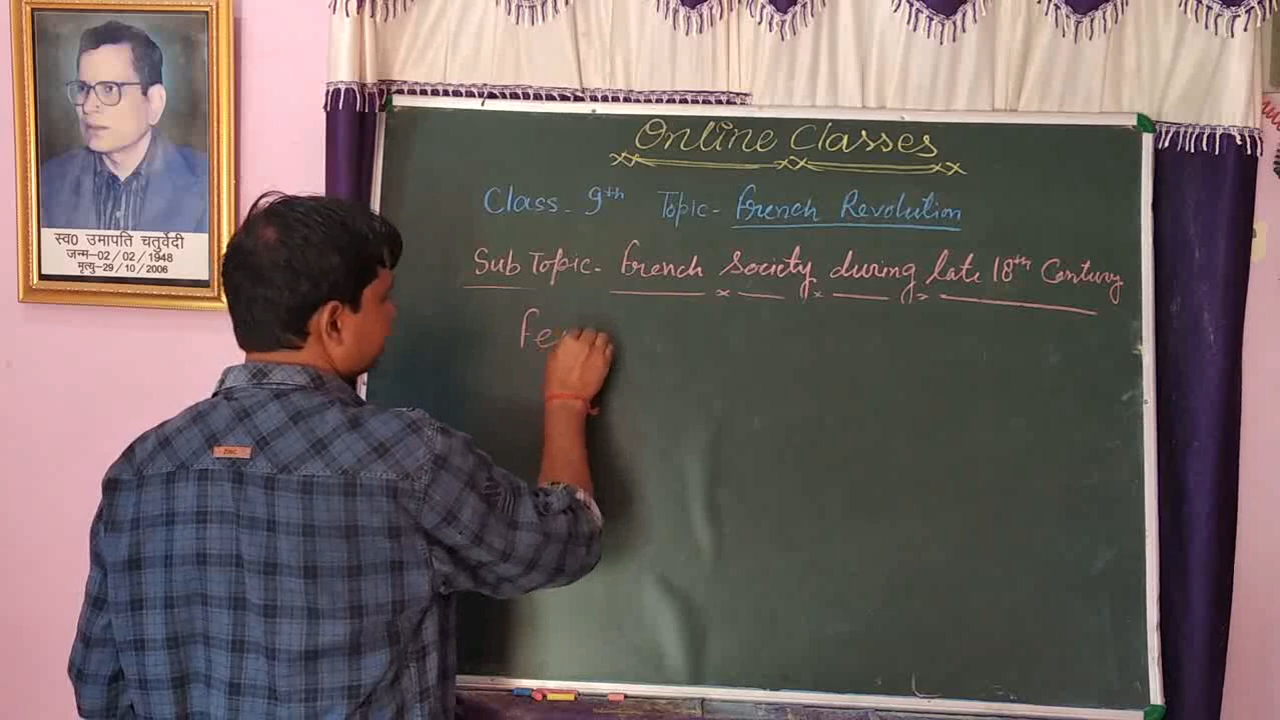 स्व0 उमापति चतुर्वेदी
जन्म–02/02/1948
मृत्यु–29/10/2006
Online Classes
Class - 9th Topic - French Revolution
Sub Topic - French Society during late 18th Century
Fe
ZINC